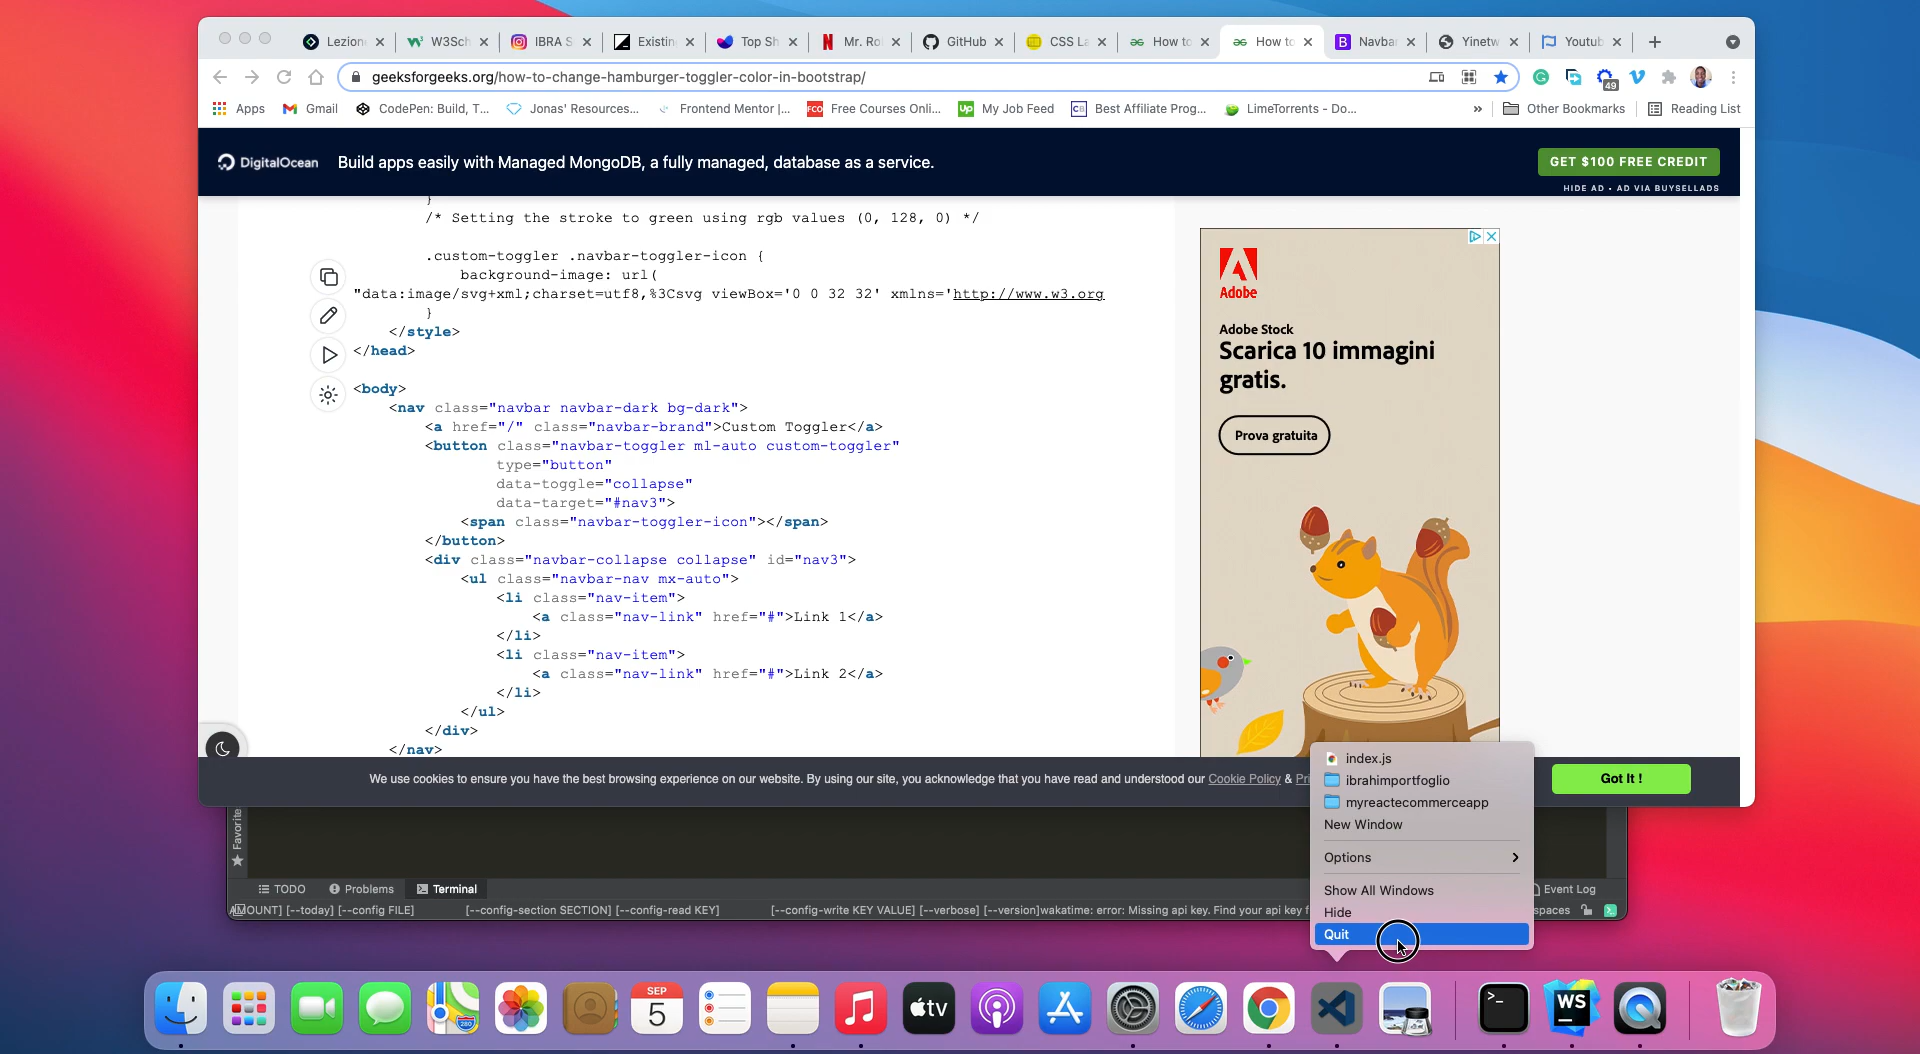 Lezion
W3Sch
IBRA S
Existin
Top Sh
Mr. Ro
GitHub
CSS La
How to
How to
Navbar
Yinetw
Youtub
geeksforgeeks.org/how-to-change-hamburger-toggler-color-in-bootstrap/
49
Apps
Gmail
CodePen: Build, T...
Jonas' Resources...
Frontend Mentor |...
Free Courses Onli...
My Job Feed
Best Affiliate Prog...
LimeTorrents - Do...
»
Other Bookmarks
Reading List
DigitalOcean
Build apps easily with Managed MongoDB, a fully managed, database as a service.
GET $100 FREE CREDIT
HIDE AD • AD VIA BUYSELLADS
}
/* Setting the stroke to green using rgb values (0, 128, 0) */
.custom-toggler .navbar-toggler-icon {
background-image: url(
"data:image/svg+xml;charset=utf8,%3Csvg viewBox='0 0 32 32' xmlns='http://www.w3.org
}
</style>
</head>
<body>
<nav class="navbar navbar-dark bg-dark">
<a href="/" class="navbar-brand">Custom Toggler</a>
<button class="navbar-toggler ml-auto custom-toggler"
type="button"
data-toggle="collapse"
data-target="#nav3">
<span class="navbar-toggler-icon"></span>
</button>
<div class="navbar-collapse collapse" id="nav3">
<ul class="navbar-nav mx-auto">
<li class="nav-item">
<a class="nav-link" href="#">Link 1</a>
</li>
<li class="nav-item">
<a class="nav-link" href="#">Link 2</a>
</li>
</ul>
</div>
</nav>
Adobe
Adobe Stock
Scarica 10 immagini
gratis.
Prova gratuita
We use cookies to ensure you have the best browsing experience on our website. By using our site, you acknowledge that you have read and understood our Cookie Policy & Pri
Got It !
index.js
ibrahimportfoglio
myreactecommerceapp
New Window
Options
Show All Windows
Hide
Quit
Favorite
TODO
Problems
Terminal
Event Log
AMOUNT] [--today] [--config FILE] [--config-section SECTION] [--config-read KEY] [--config-write KEY VALUE] [--verbose] [--version]wakatime: error: Missing api key. Find your api key f
spaces
SEP
5
280
tv
WS